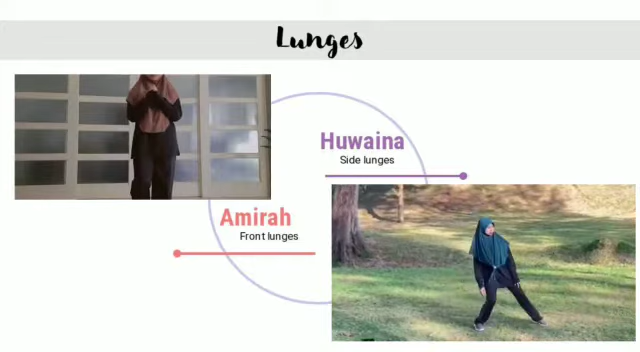 Lunges
Huwaina
Side lunges
Amirah
Front lunges